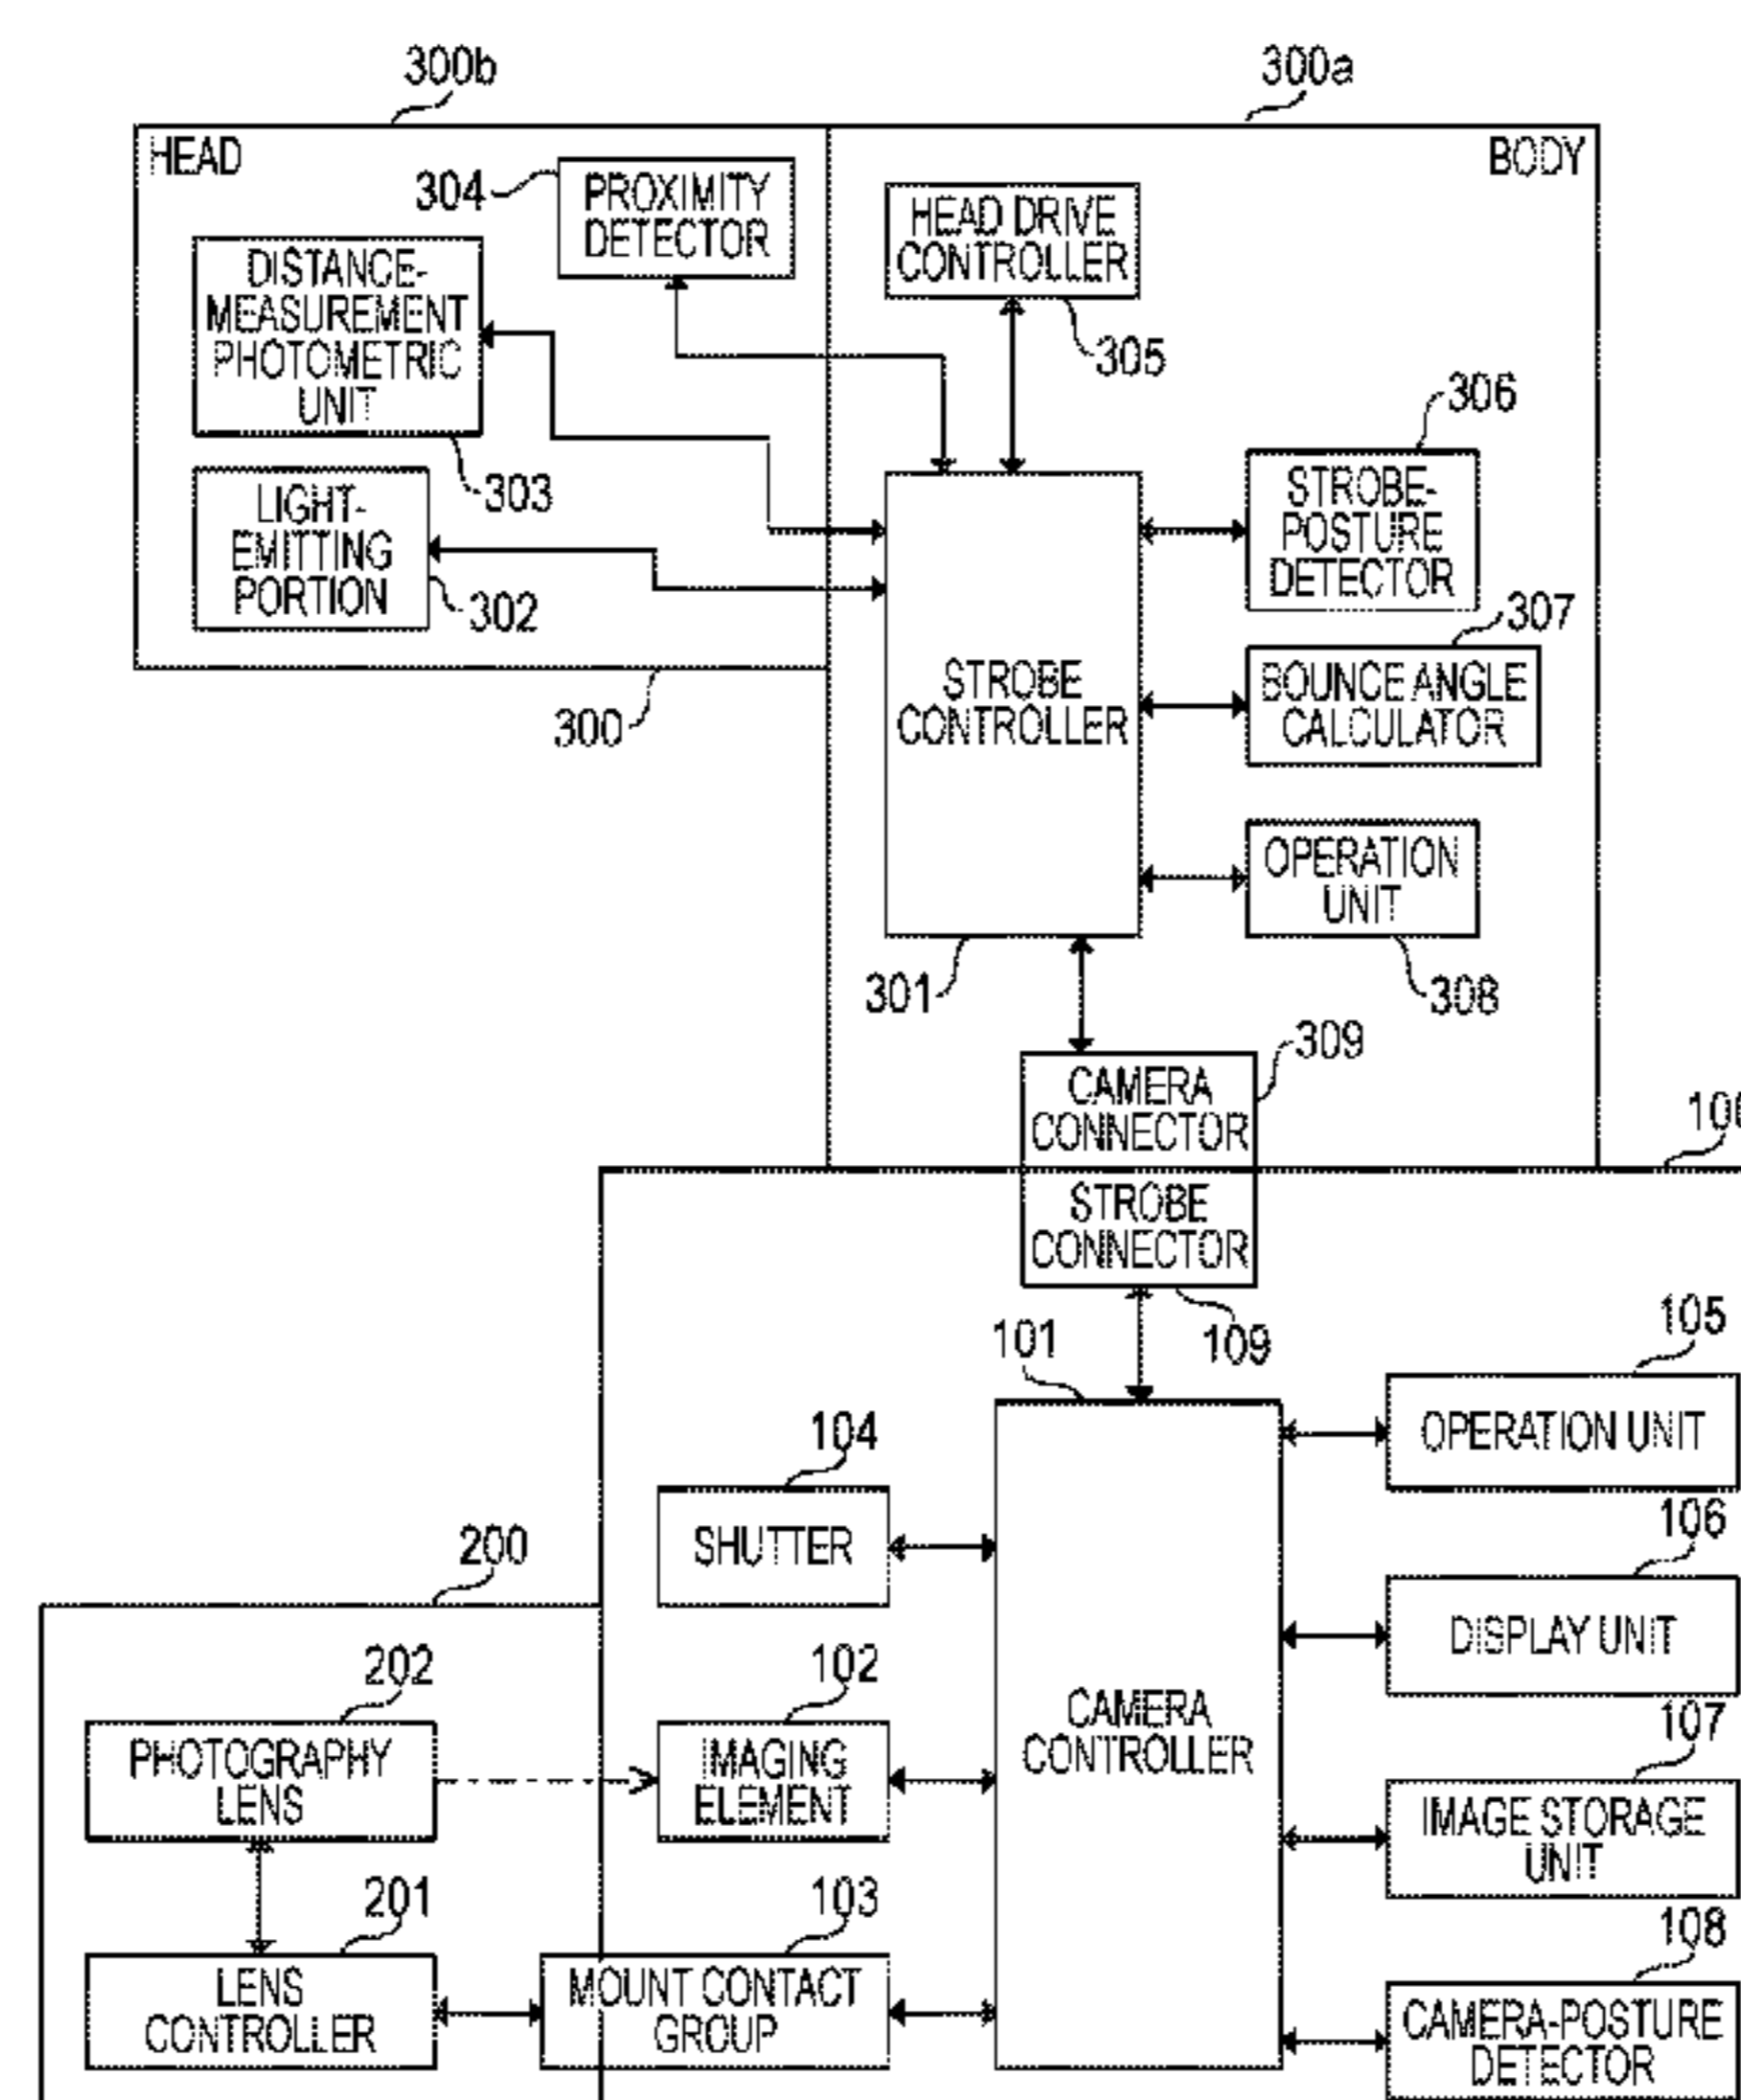 300b
300a
HEAD
BODY
304
PROXIMITY
DETECTOR
HEAD DRIVE
CONTROLLER
305
DISTANCE-
MEASUREMENT
PHOTOMETRIC
UNIT
303
306
STROBE-
POSTURE
DETECTOR
LIGHT-
EMITTING
PORTION
302
307
BOUNCE ANGLE
CALCULATOR
STROBE
CONTROLLER
300
OPERATION
UNIT
308
301
309
CAMERA
CONNECTOR
STROBE
CONNECTOR
109
101
105
OPERATION UNIT
104
SHUTTER
106
DISPLAY UNIT
200
202
PHOTOGRAPHY
LENS
102
IMAGING
ELEMENT
CAMERA
CONTROLLER
107
IMAGE STORAGE
UNIT
201
LENS
CONTROLLER
103
MOUNT CONTACT
GROUP
108
CAMERA-POSTURE
DETECTOR